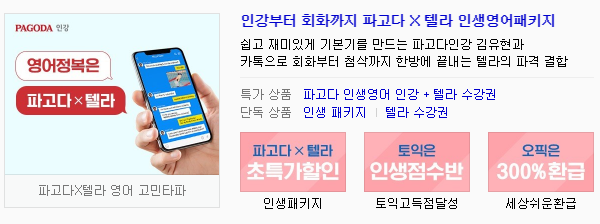 PAGODA 인강
영어정복은
파고다×텔라
파고다X텔라 영어 고민타파
인강부터 회화까지 파고다 X 텔라 인생영어패키지
쉽고 재미있게 기본기를 만드는 파고다인강 김유현과
카톡으로 회화부터 첨삭까지 한방에 끝내는 텔라의 파격 결합
특가 상품 파고다 인생영어 인강 + 텔라 수강권
단독 상품 인생 패키지 | 텔라 수강권
파고다×텔라
초특가할인
인생패키지
토익은
인생점수반
토익고득점달성
오픽은
300%환급
세상쉬운환급